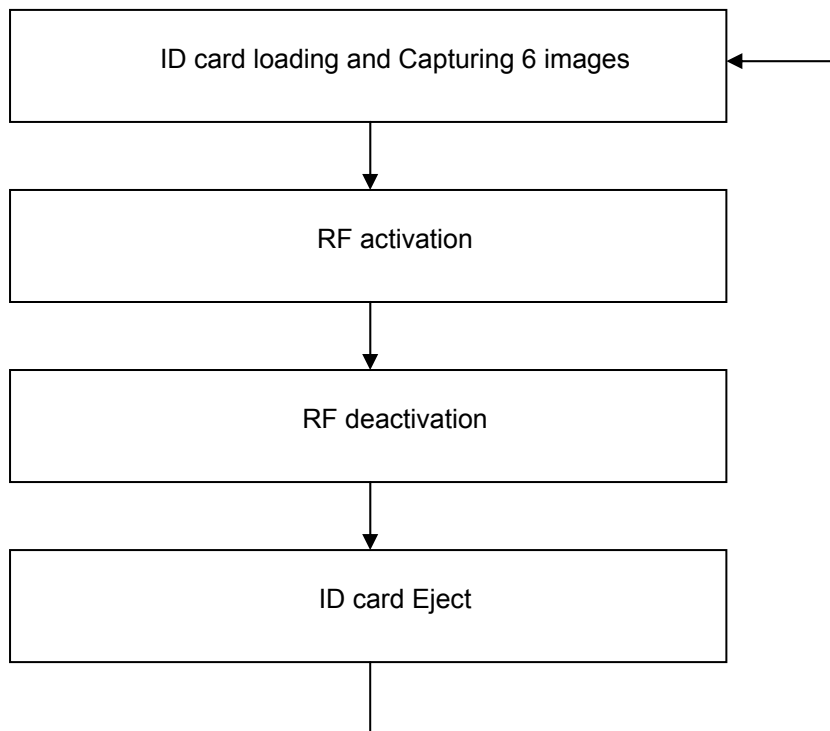 ID card loading and Capturing 6 images
RF activation
RF deactivation
ID card Eject